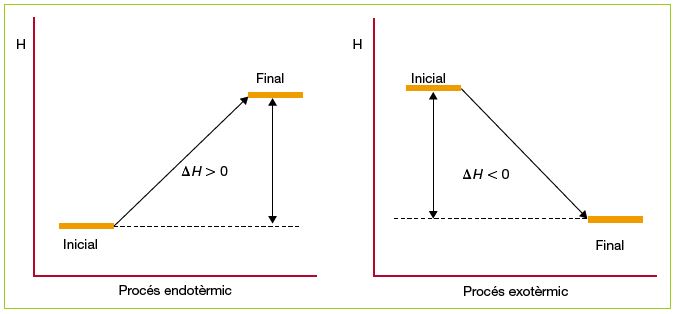 H
Final
ΔH > 0
Inicial
Procés endotèrmic
H
Inicial
ΔH < 0
Final
Procés exotèrmic